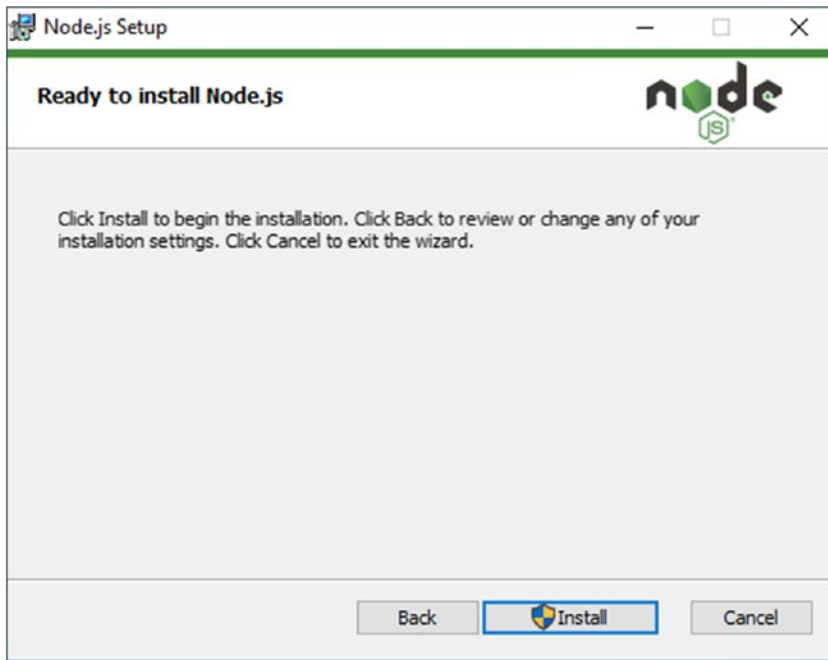 Node.js Setup
Ready to install Node.js
node
JS
Click Install to begin the installation. Click Back to review or change any of your
installation settings. Click Cancel to exit the wizard.
Back
Install
Cancel